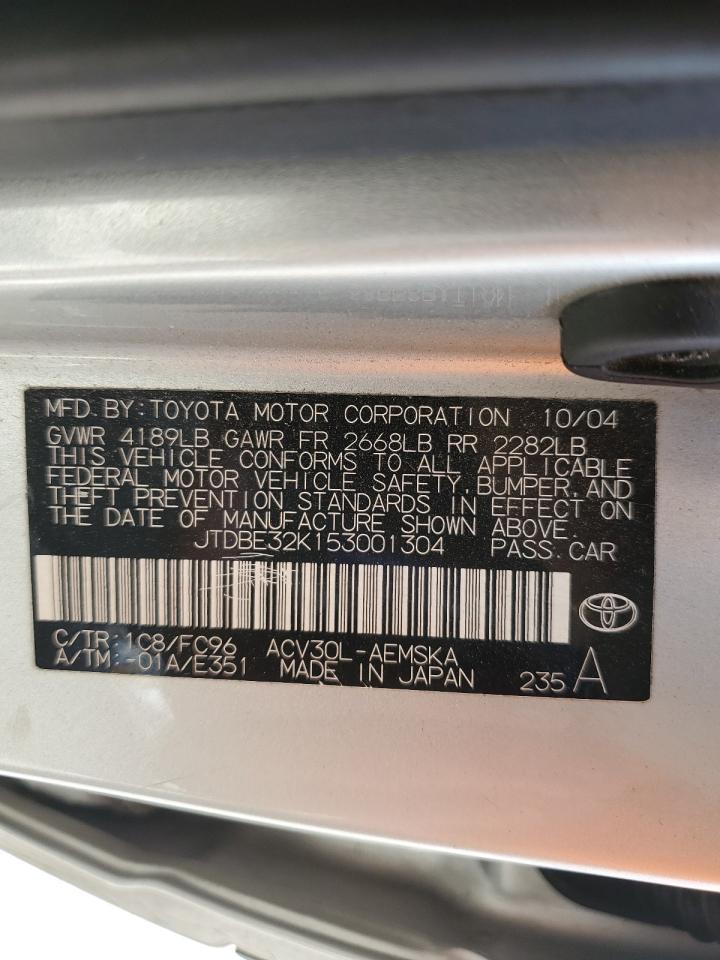 MFD BY: TOYOTA MOTOR CORPORATION 10/04
GVWR 4189LB GAWR FR 2668LB RR 2282LB
THIS VEHICLE CONFORMS TO ALL APPLICABLE
FEDERAL MOTOR VEHICLE SAFETY, BUMPER, AND
THEFT PREVENTION STANDARDS IN EFFECT ON
THE DATE OF MANUFACTURE SHOWN ABOVE.
JTDBE32K153001304 PASS. CAR
C/TR: 1C8/FC96 ACV30L-AEMSKA
A/TM: -01A/E351 MADE IN JAPAN 235 A